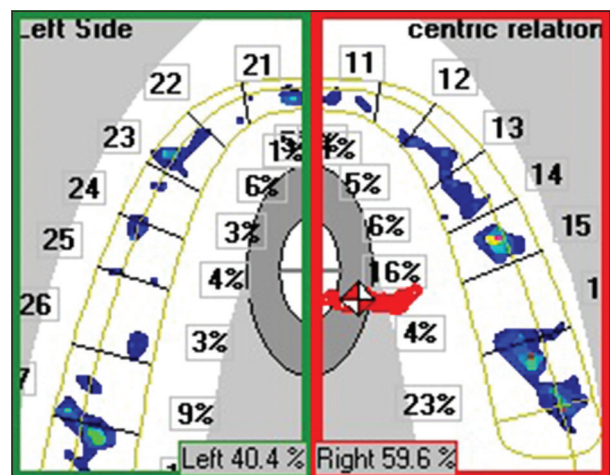 Left Side centric relation
21 11
22 12
23 13
1% 1%
24 6% 5% 14
25 3% 6% 15
4% 16%
26 3% 4%
9% 23%
Left 40.4 % Right 59.6 %